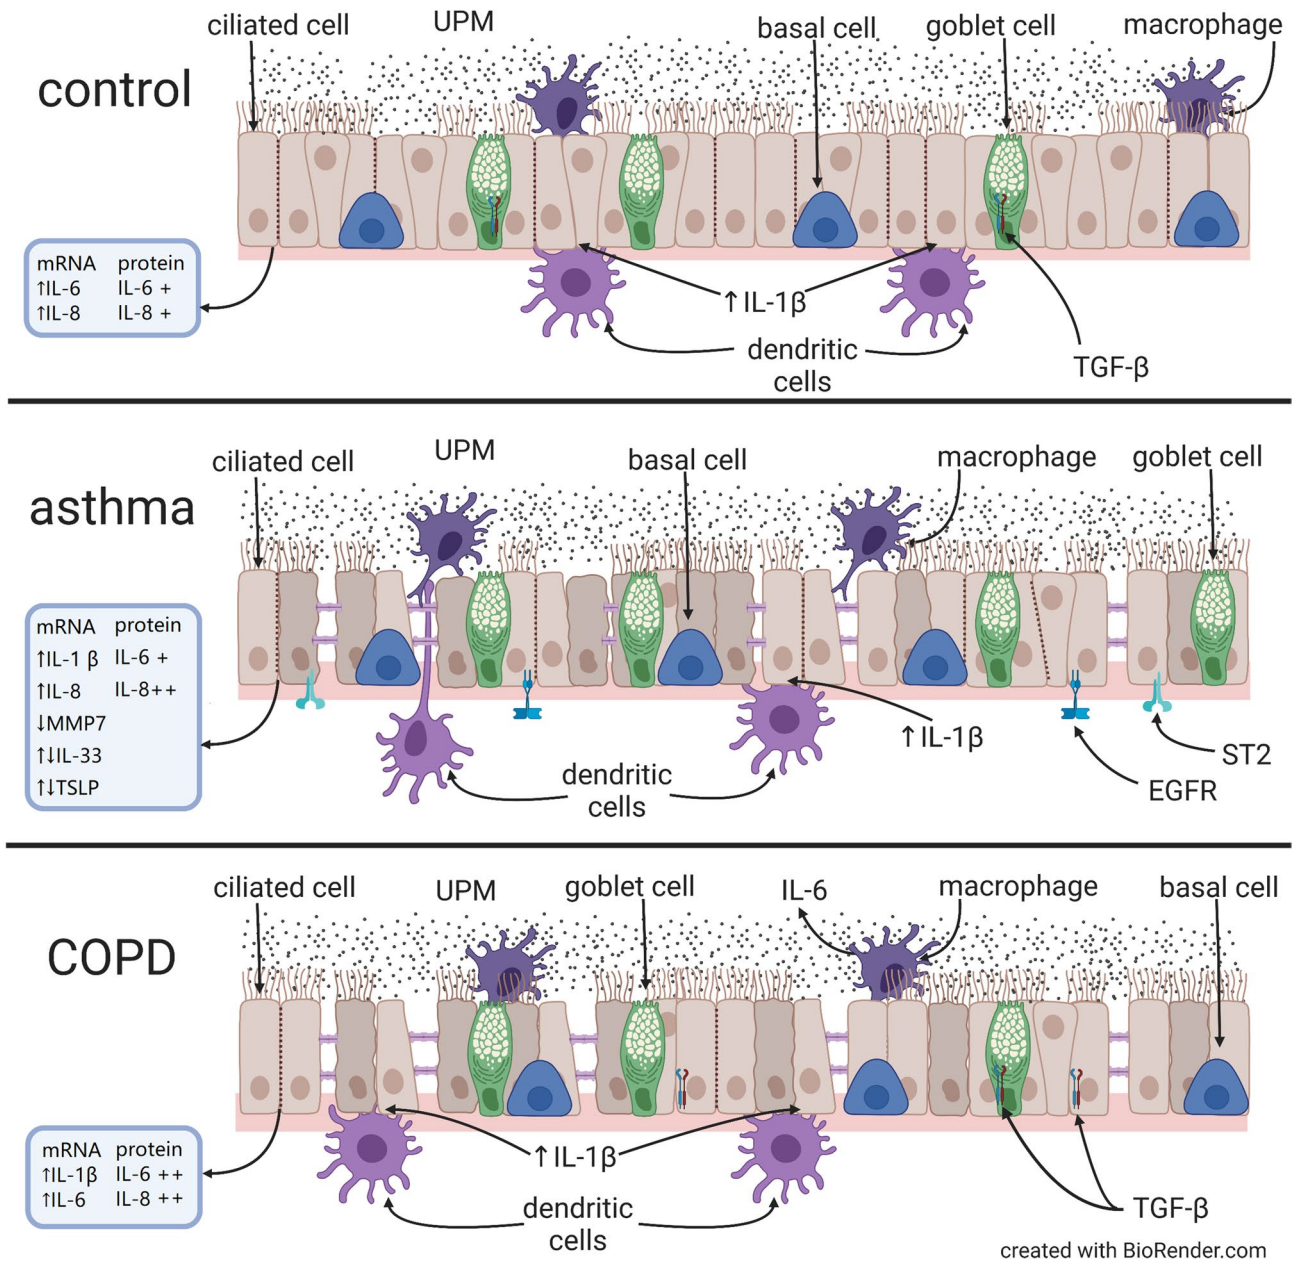 ciliated cell
UPM
basal cell
goblet cell
macrophage
control
mRNA protein
↑IL-6 IL-6 +
↑IL-8 IL-8 +
↑IL-1β
dendritic
cells
TGF-β
ciliated cell
UPM
basal cell
macrophage
goblet cell
asthma
mRNA protein
↑IL-1 β IL-6 +
↑IL-8 IL-8++
↓MMP7
↑↓IL-33
↑↓TSLP
↑IL-1β
dendritic
cells
ST2
EGFR
ciliated cell
UPM
goblet cell
IL-6
macrophage
basal cell
COPD
mRNA protein
↑IL-1β IL-6 ++
↑IL-6 IL-8 ++
↑IL-1β
dendritic
cells
TGF-β
created with BioRender.com